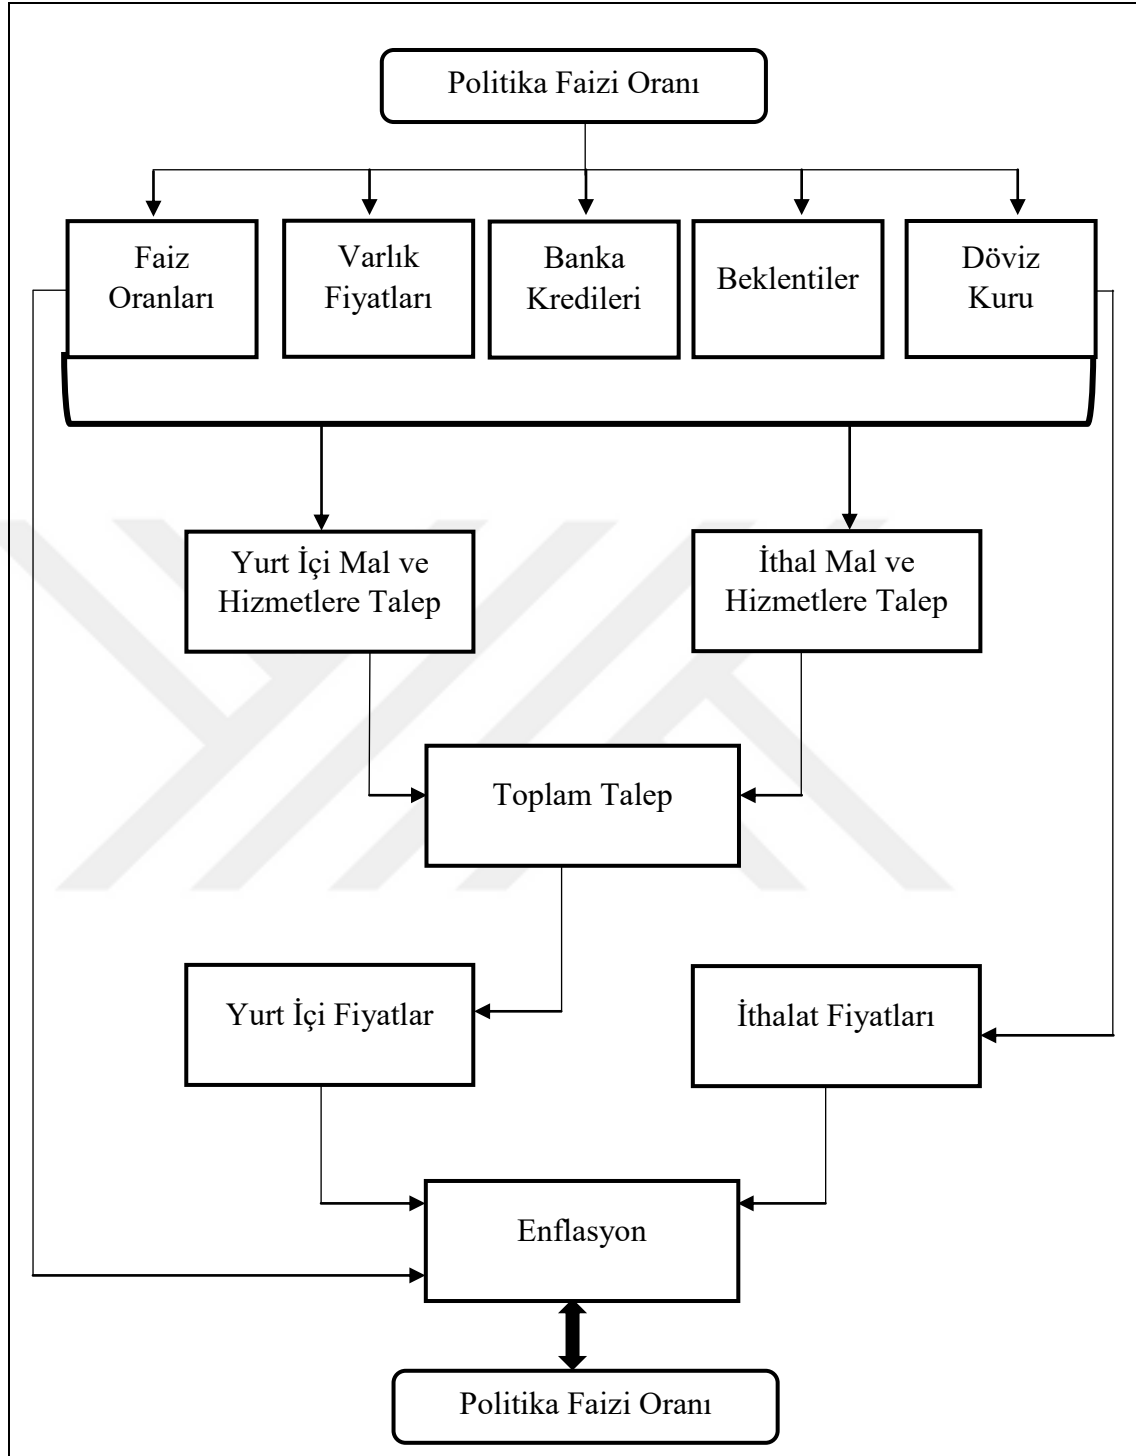 Politika Faizi Oranı
Faiz
Oranları
Varlık
Fiyatları
Banka
Kredileri
Beklentiler
Döviz
Kuru
Yurt İçi Mal ve
Hizmetlere Talep
İthal Mal ve
Hizmetlere Talep
Toplam Talep
Yurt İçi Fiyatlar
İthalat Fiyatları
Enflasyon
Politika Faizi Oranı